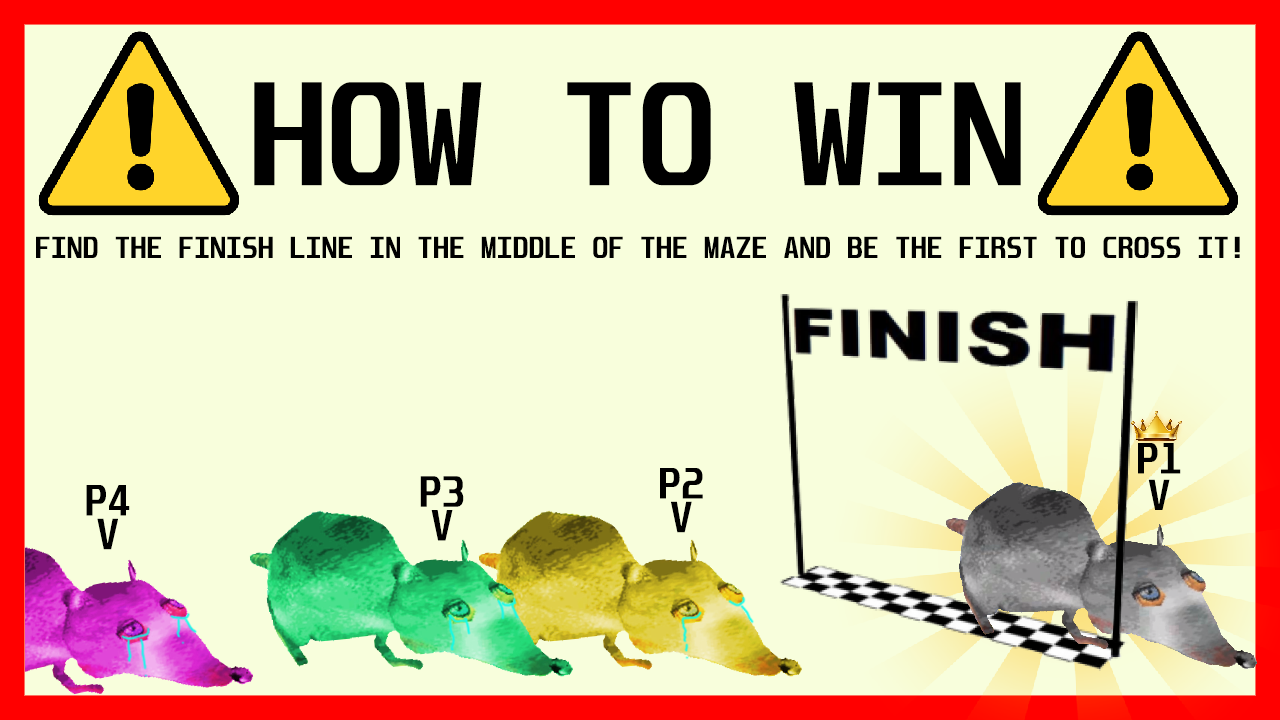 HOW TO WIN
FIND THE FINISH LINE IN THE MIDDLE OF THE MAZE AND BE THE FIRST TO CROSS IT!
FINISH
P1
V
P2
V
P3
V
P4
V